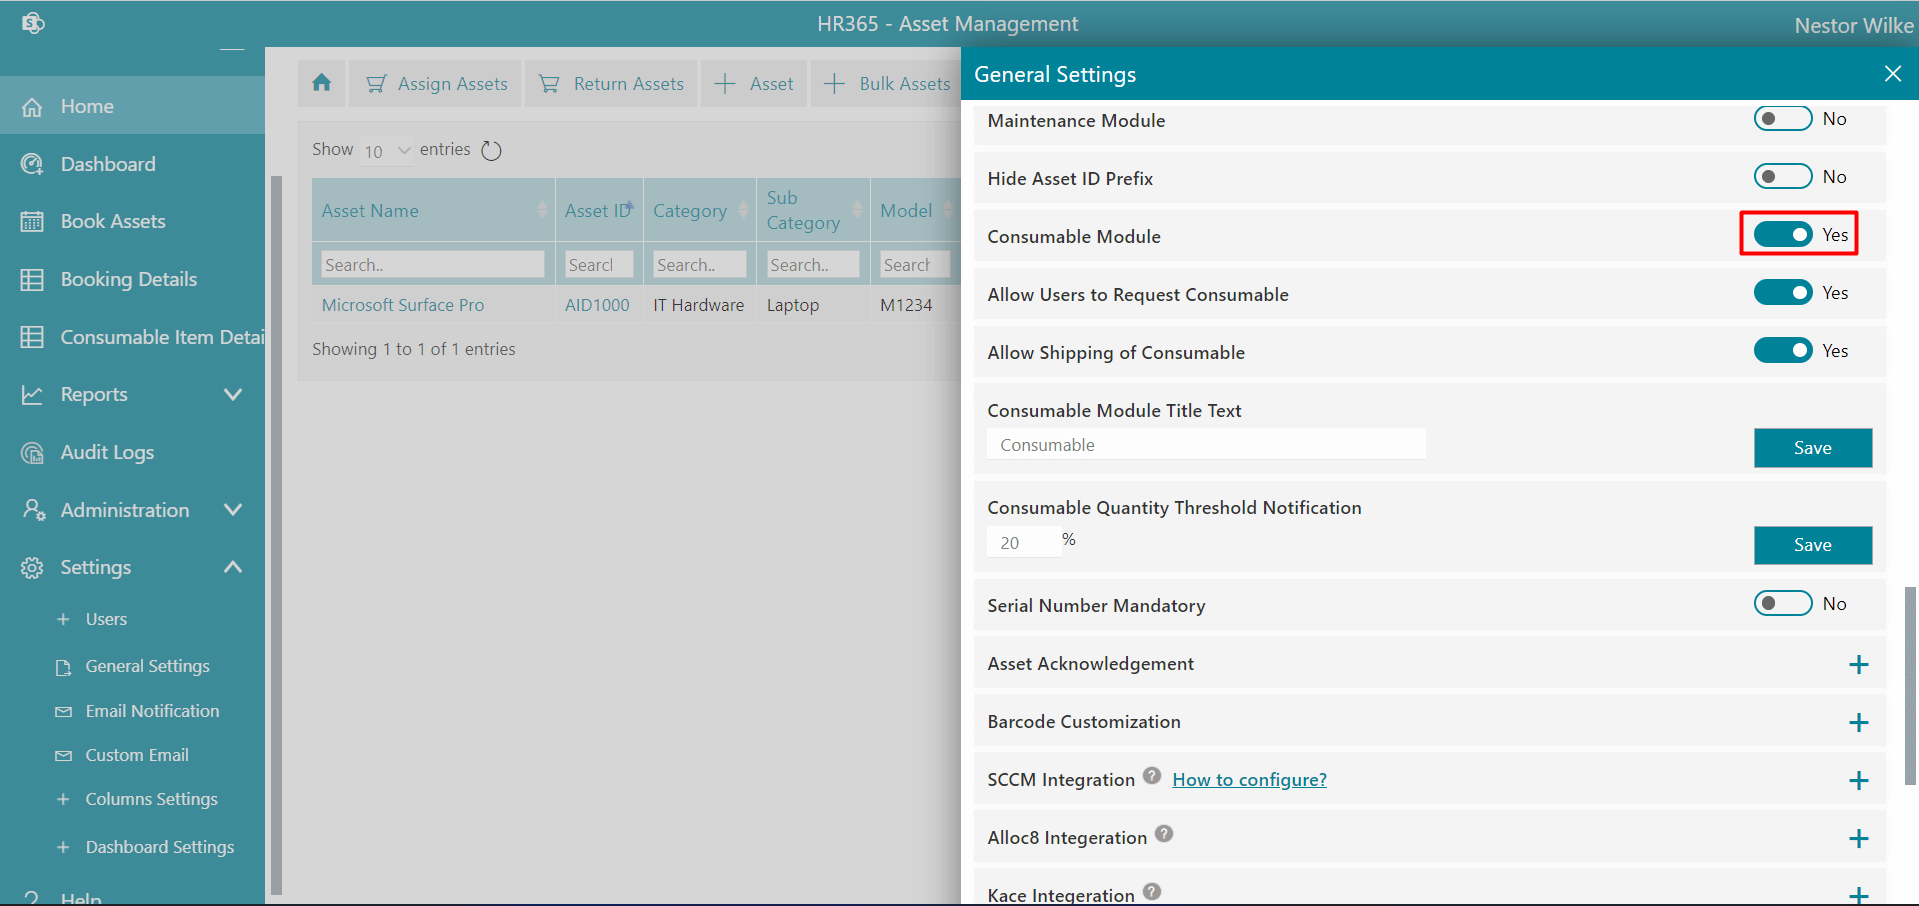 HR365 - Asset Management
Nestor Wilke
Home
Dashboard
Book Assets
Booking Details
Consumable Item Detai
Reports
Audit Logs
Administration
Settings
Users
General Settings
Email Notification
Custom Email
Columns Settings
Dashboard Settings
Help
Assign Assets
Return Assets
Asset
Bulk Assets
Show 10 entries
Asset Name
Asset ID
Category
Sub
Category
Model
Search..
Searcl
Search..
Search..
Search
Microsoft Surface Pro
AID1000
IT Hardware
Laptop
M1234
Showing 1 to 1 of 1 entries
General Settings
Maintenance Module
No
Hide Asset ID Prefix
No
Consumable Module
Yes
Allow Users to Request Consumable
Yes
Allow Shipping of Consumable
Yes
Consumable Module Title Text
Consumable
Save
Consumable Quantity Threshold Notification
20 %
Save
Serial Number Mandatory
No
Asset Acknowledgement
Barcode Customization
SCCM Integration ? How to configure?
Alloc8 Integeration ?
Kace Integeration ?